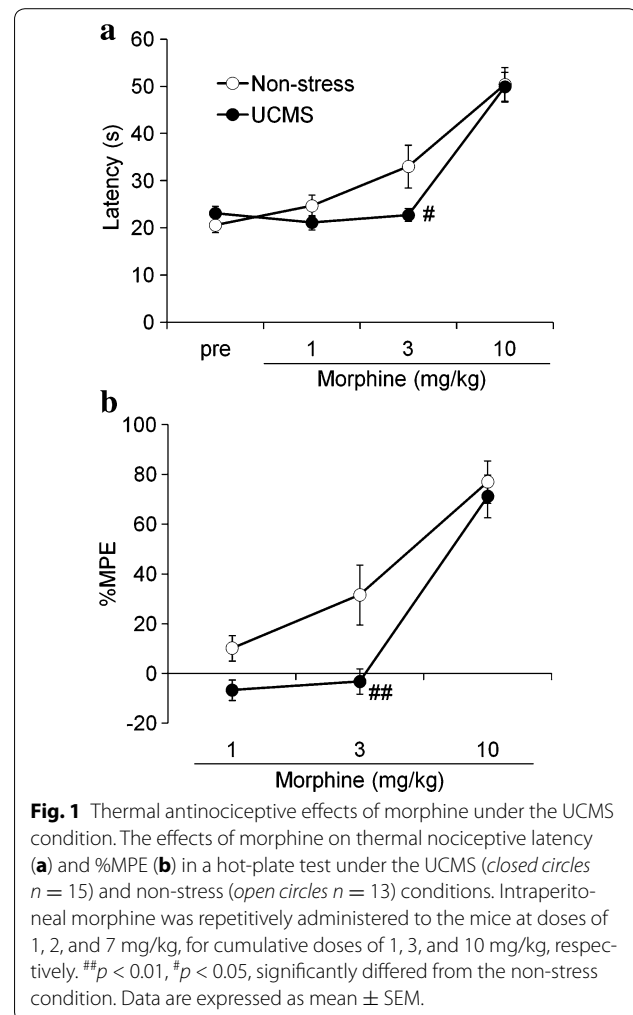 a
60
50
40
30
20
10
0
Latency (s)
Non-stress
UCMS
#
pre 1 3 10
Morphine (mg/kg)
b
100
80
60
40
20
0
-20
%MPE
##
1 3 10
Morphine (mg/kg)
Fig. 1 Thermal antinociceptive effects of morphine under the UCMS
condition. The effects of morphine on thermal nociceptive latency
(a) and %MPE (b) in a hot-plate test under the UCMS (closed circles
n = 15) and non-stress (open circles n = 13) conditions. Intraperito-
neal morphine was repetitively administered to the mice at doses of
1, 2, and 7 mg/kg, for cumulative doses of 1, 3, and 10 mg/kg, respec-
tively. ##p < 0.01, #p < 0.05, significantly differed from the non-stress
condition. Data are expressed as mean ± SEM.